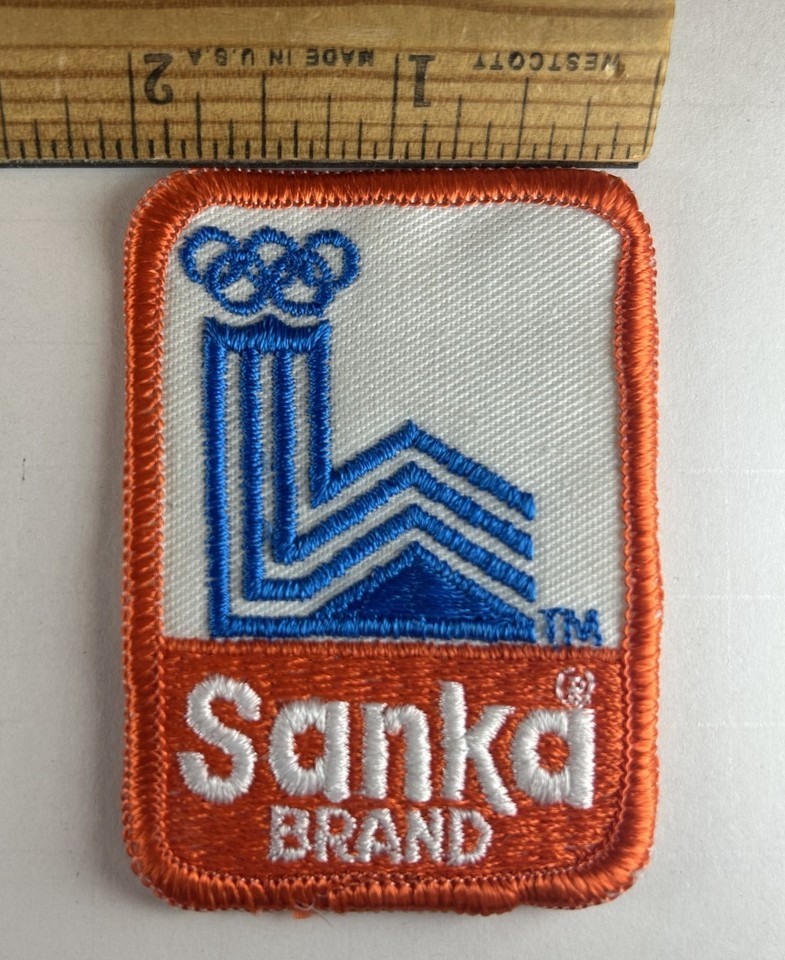 WESTCOTT 1 MADE IN U.S.A 2
TM
Sanka®
BRAND